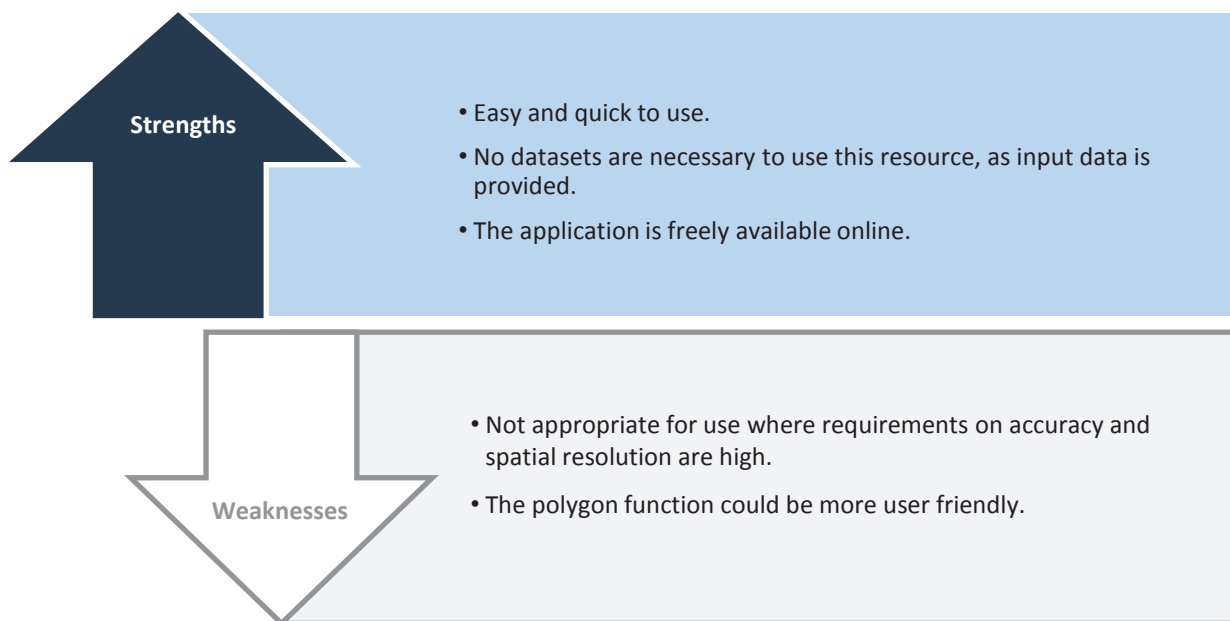 Strengths
• Easy and quick to use.
• No datasets are necessary to use this resource, as input data is
provided.
• The application is freely available online.
Weaknesses
• Not appropriate for use where requirements on accuracy and
spatial resolution are high.
• The polygon function could be more user friendly.